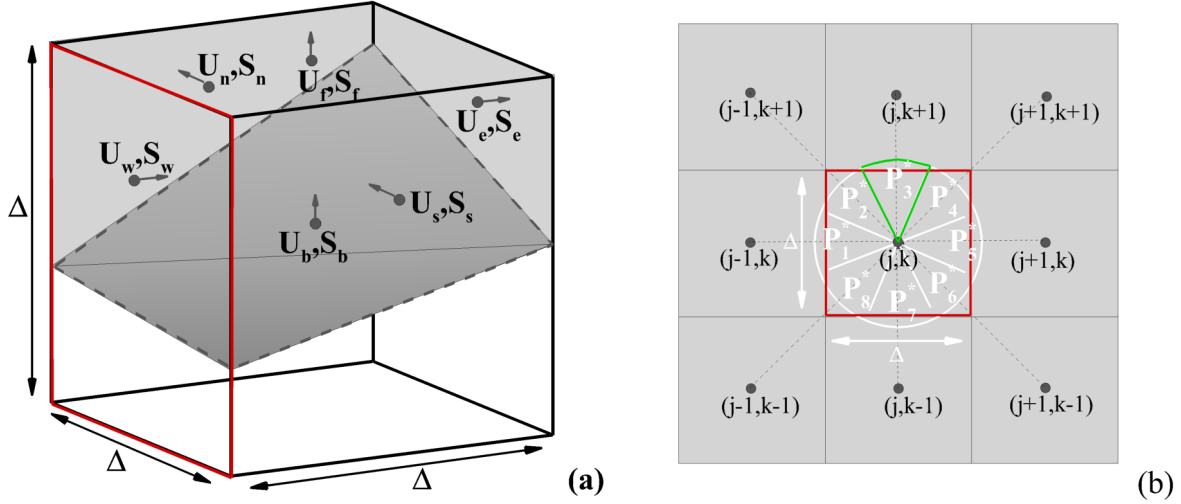 U_n,S_n
U_f,S_f
U_e,S_e
U_w,S_w
U_s,S_s
U_b,S_b
Δ
Δ
Δ
(a)
(j-1,k+1)
(j,k+1)
(j+1,k+1)
P*_3
P*_2
P*_4
P*_1
P*_5
Δ
(j-1,k)
(j,k)
(j+1,k)
P*_8
P*_7
P*_6
Δ
(j-1,k-1)
(j,k-1)
(j+1,k-1)
(b)